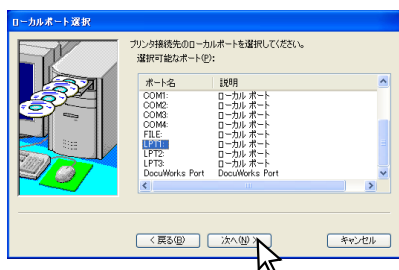 ローカルポート選択
プリンタ接続先のローカルポートを選択してください。
選択可能なポート(P):
ポート名 説明
COM1: ローカル ポート
COM2: ローカル ポート
COM3: ローカル ポート
COM4: ローカル ポート
FILE: ローカル ポート
LPT1: ローカル ポート
LPT2: ローカル ポート
LPT3: ローカル ポート
DocuWorks Port DocuWorks Port
< 戻る(B) 次へ(N) > キャンセル